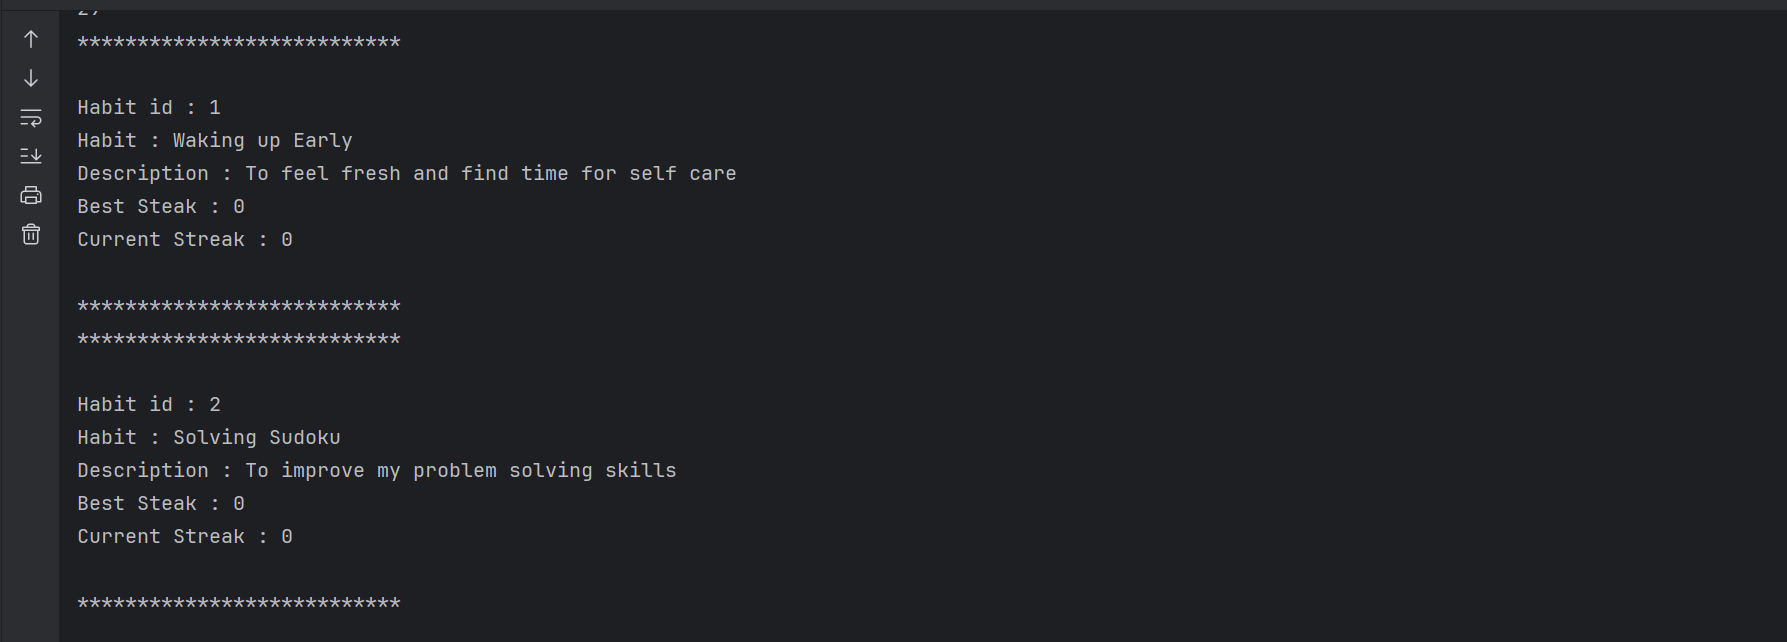 ***************************
Habit id : 1
Habit : Waking up Early
Description : To feel fresh and find time for self care
Best Steak : 0
Current Streak : 0
***************************
***************************
Habit id : 2
Habit : Solving Sudoku
Description : To improve my problem solving skills
Best Steak : 0
Current Streak : 0
***************************